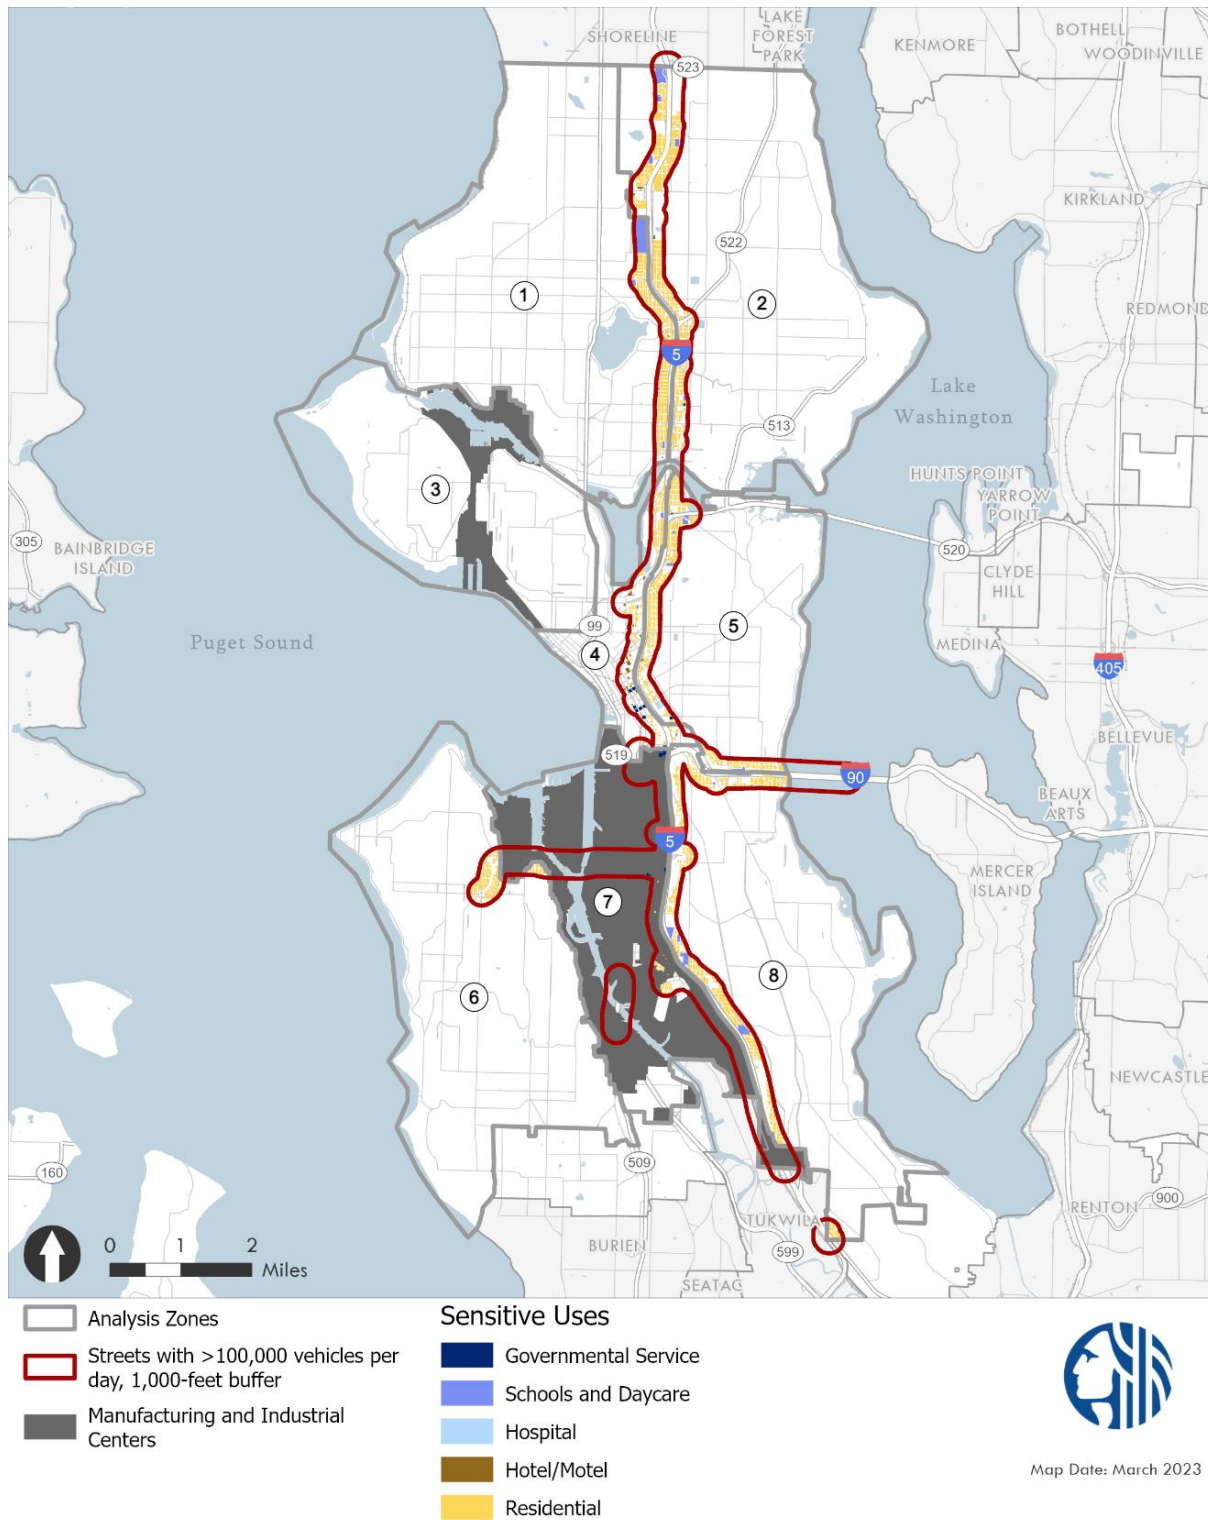 SHORELINE
LAKE
FOREST
PARK
BOTHELL
KENMORE
WOODINVILLE
523
KIRKLAND
522
1
2
REDMOND
5
Lake
Washington
513
HUNTS POINT
YARROW
POINT
3
305
BAINBRIDGE
ISLAND
520
CLYDE
HILL
99
5
Puget Sound
4
MEDINA
405
BELLEVUE
519
90
BEAUX
ARTS
5
MERCER
ISLAND
7
8
6
NEWCASTLE
160
509
RENTON
900
TUKWILA
BURIEN
599
SEATAC
0 1 2
Miles
Analysis Zones
Streets with >100,000 vehicles per
day, 1,000-feet buffer
Manufacturing and Industrial
Centers
Sensitive Uses
Governmental Service
Schools and Daycare
Hospital
Hotel/Motel
Residential
Map Date: March 2023